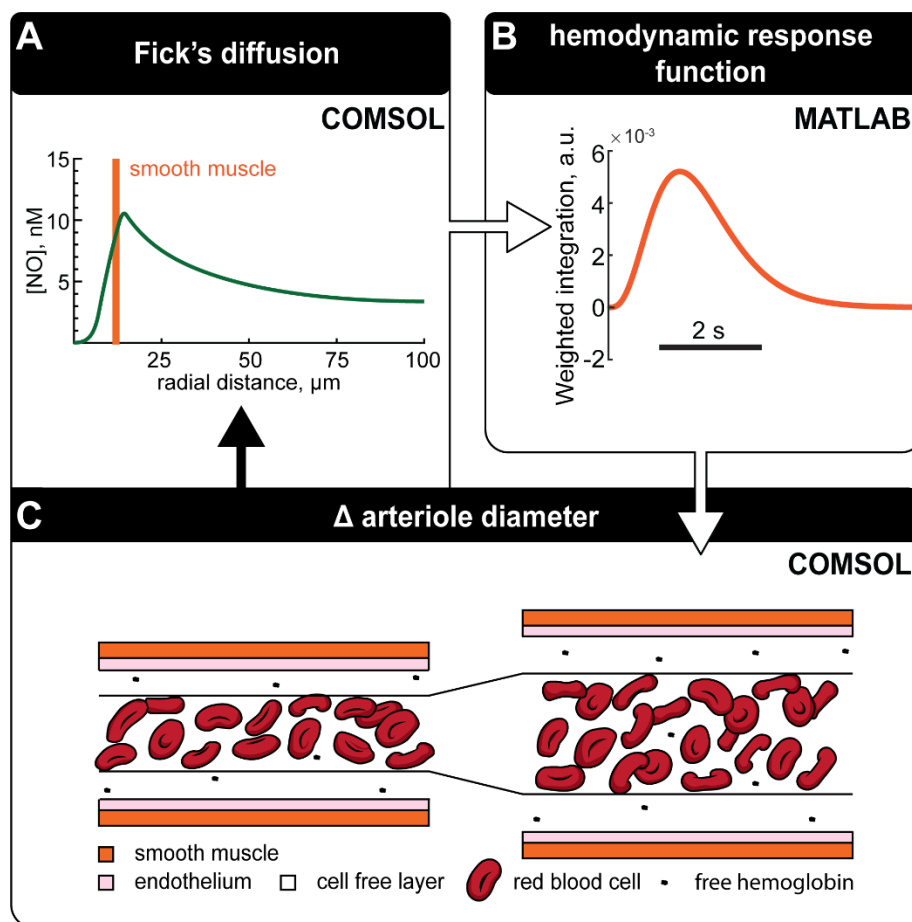 A
Fick's diffusion
COMSOL
15
10
5
[NO], nM
smooth muscle
25
50
75
100
radial distance, µm
B
hemodynamic response
function
MATLAB
×10⁻³
6
4
2
0
-2
Weighted integration, a.u.
2 s
C
Δ arteriole diameter
COMSOL
smooth muscle
endothelium
cell free layer
red blood cell
free hemoglobin